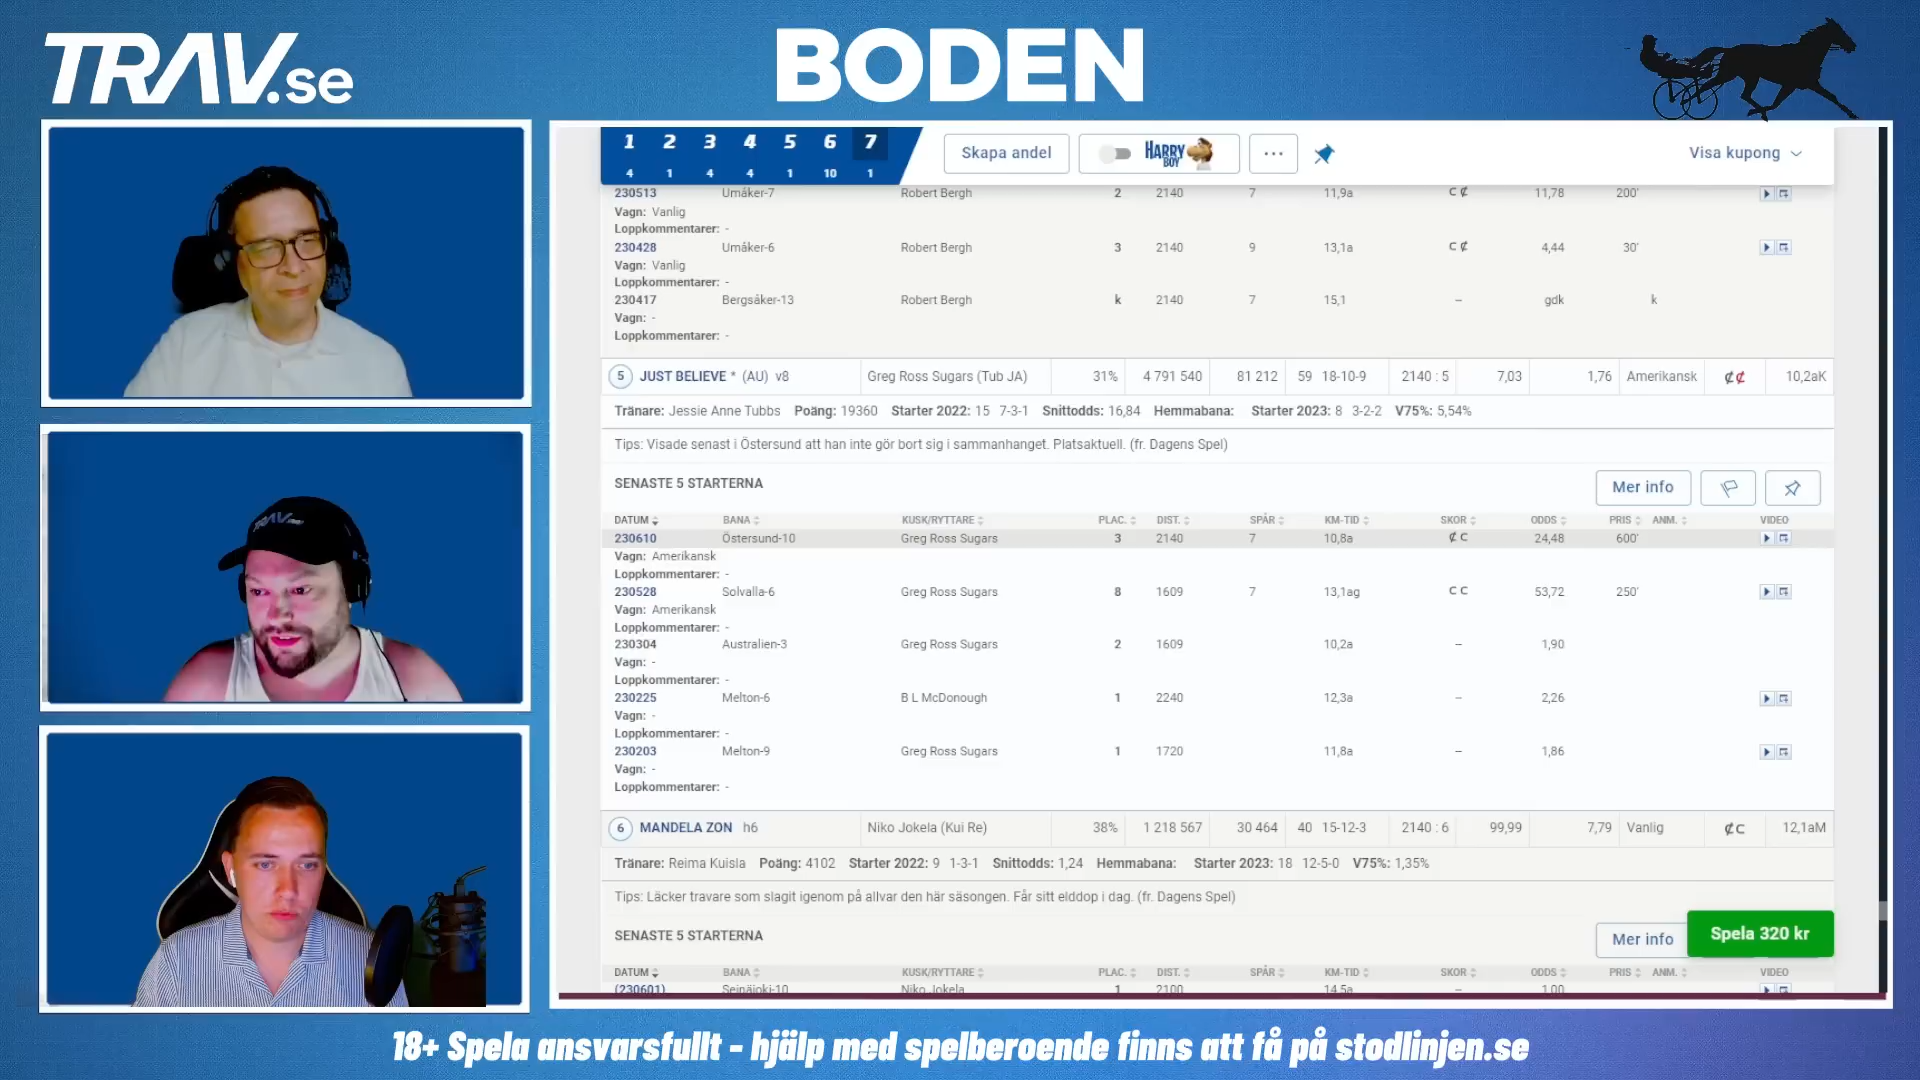 TRAV.se
BODEN
1 2 3 4 5 6 7
4 1 4 4 1 10 1
Skapa andel
HARRY BOY
...
Visa kupong
230513 Umåker-7 Robert Bergh 2 2140 7 11,9a C ₵ 11,78 200'
Vagn: Vanlig
Loppkommentarer: -
230428 Umåker-6 Robert Bergh 3 2140 9 13,1a C ₵ 4,44 30'
Vagn: Vanlig
Loppkommentarer: -
230417 Bergsåker-13 Robert Bergh k 2140 7 15,1 – gdk k
Vagn: -
Loppkommentarer: -
5 JUST BELIEVE * (AU) v8 Greg Ross Sugars (Tub JA) 31% 4 791 540 81 212 59 18-10-9 2140 : 5 7,03 1,76 Amerikansk ₵₵ 10,2aK
Tränare: Jessie Anne Tubbs Poäng: 19360 Starter 2022: 15 7-3-1 Snittodds: 16,84 Hemmabana: Starter 2023: 8 3-2-2 V75%: 5,54%
Tips: Visade senast i Östersund att han inte gör bort sig i sammanhanget. Platsaktuell. (fr. Dagens Spel)
SENASTE 5 STARTERNA
Mer info
DATUM BANA KUSK/RYTTARE PLAC. DIST. SPÅR KM-TID SKOR ODDS PRIS ANM. VIDEO
230610 Östersund-10 Greg Ross Sugars 3 2140 7 10,8a ₵ C 24,48 600'
Vagn: Amerikansk
Loppkommentarer: -
230528 Solvalla-6 Greg Ross Sugars 8 1609 7 13,1ag C C 53,72 250'
Vagn: Amerikansk
Loppkommentarer: -
230304 Australien-3 Greg Ross Sugars 2 1609 10,2a – 1,90
Vagn: -
Loppkommentarer: -
230225 Melton-6 B L McDonough 1 2240 12,3a – 2,26
Vagn: -
Loppkommentarer: -
230203 Melton-9 Greg Ross Sugars 1 1720 11,8a – 1,86
Vagn: -
Loppkommentarer: -
6 MANDELA ZON h6 Niko Jokela (Kui Re) 38% 1 218 567 30 464 40 15-12-3 2140 : 6 99,99 7,79 Vanlig ₵C 12,1aM
Tränare: Reima Kuisla Poäng: 4102 Starter 2022: 9 1-3-1 Snittodds: 1,24 Hemmabana: Starter 2023: 18 12-5-0 V75%: 1,35%
Tips: Läcker travare som slagit igenom på allvar den här säsongen. Får sitt elddop i dag. (fr. Dagens Spel)
SENASTE 5 STARTERNA
Mer info
Spela 320 kr
DATUM BANA KUSK/RYTTARE PLAC. DIST. SPÅR KM-TID SKOR ODDS PRIS ANM. VIDEO
(230601) Seinäjoki-10 Niko Jokela 1 2100 14,5a – 1,00
18+ Spela ansvarsfullt - hjälp med spelberoende finns att få på stodlinjen.se